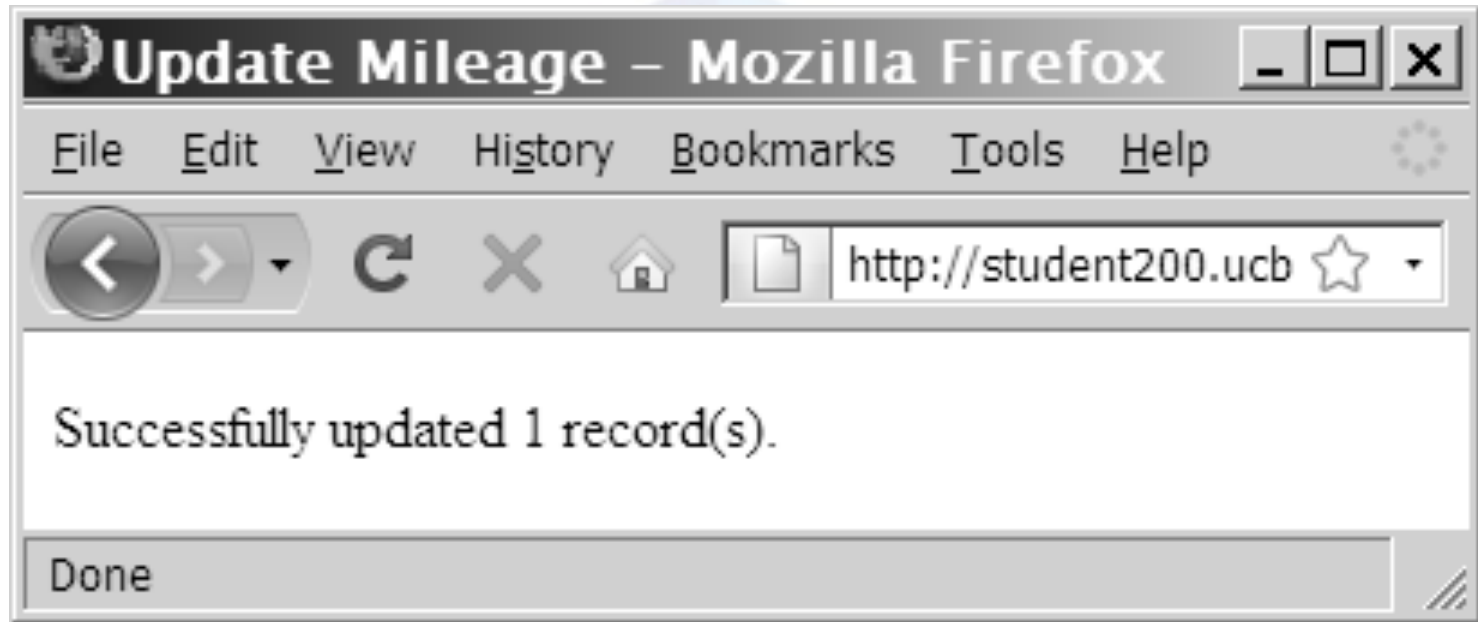 Update Mileage – Mozilla Firefox
File Edit View History Bookmarks Tools Help
http://student200.ucb
Successfully updated 1 record(s).
Done